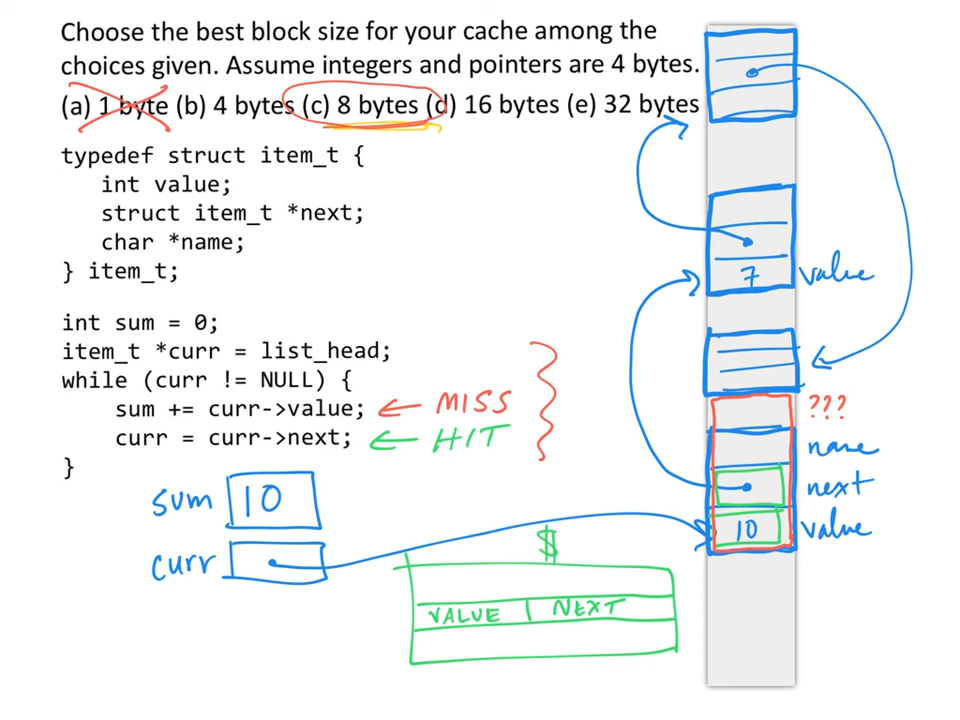 Choose the best block size for your cache among the
choices given. Assume integers and pointers are 4 bytes.
(a) 1 byte (b) 4 bytes (c) 8 bytes (d) 16 bytes (e) 32 bytes
typedef struct item_t {
int value;
struct item_t *next;
char *name;
} item_t;
int sum = 0;
item_t *curr = list_head;
while (curr != NULL) {
sum += curr->value; ← MISS
curr = curr->next; ← HIT
}
sum 10
curr
$
VALUE | NEXT
7 value
???
name
next
10 value